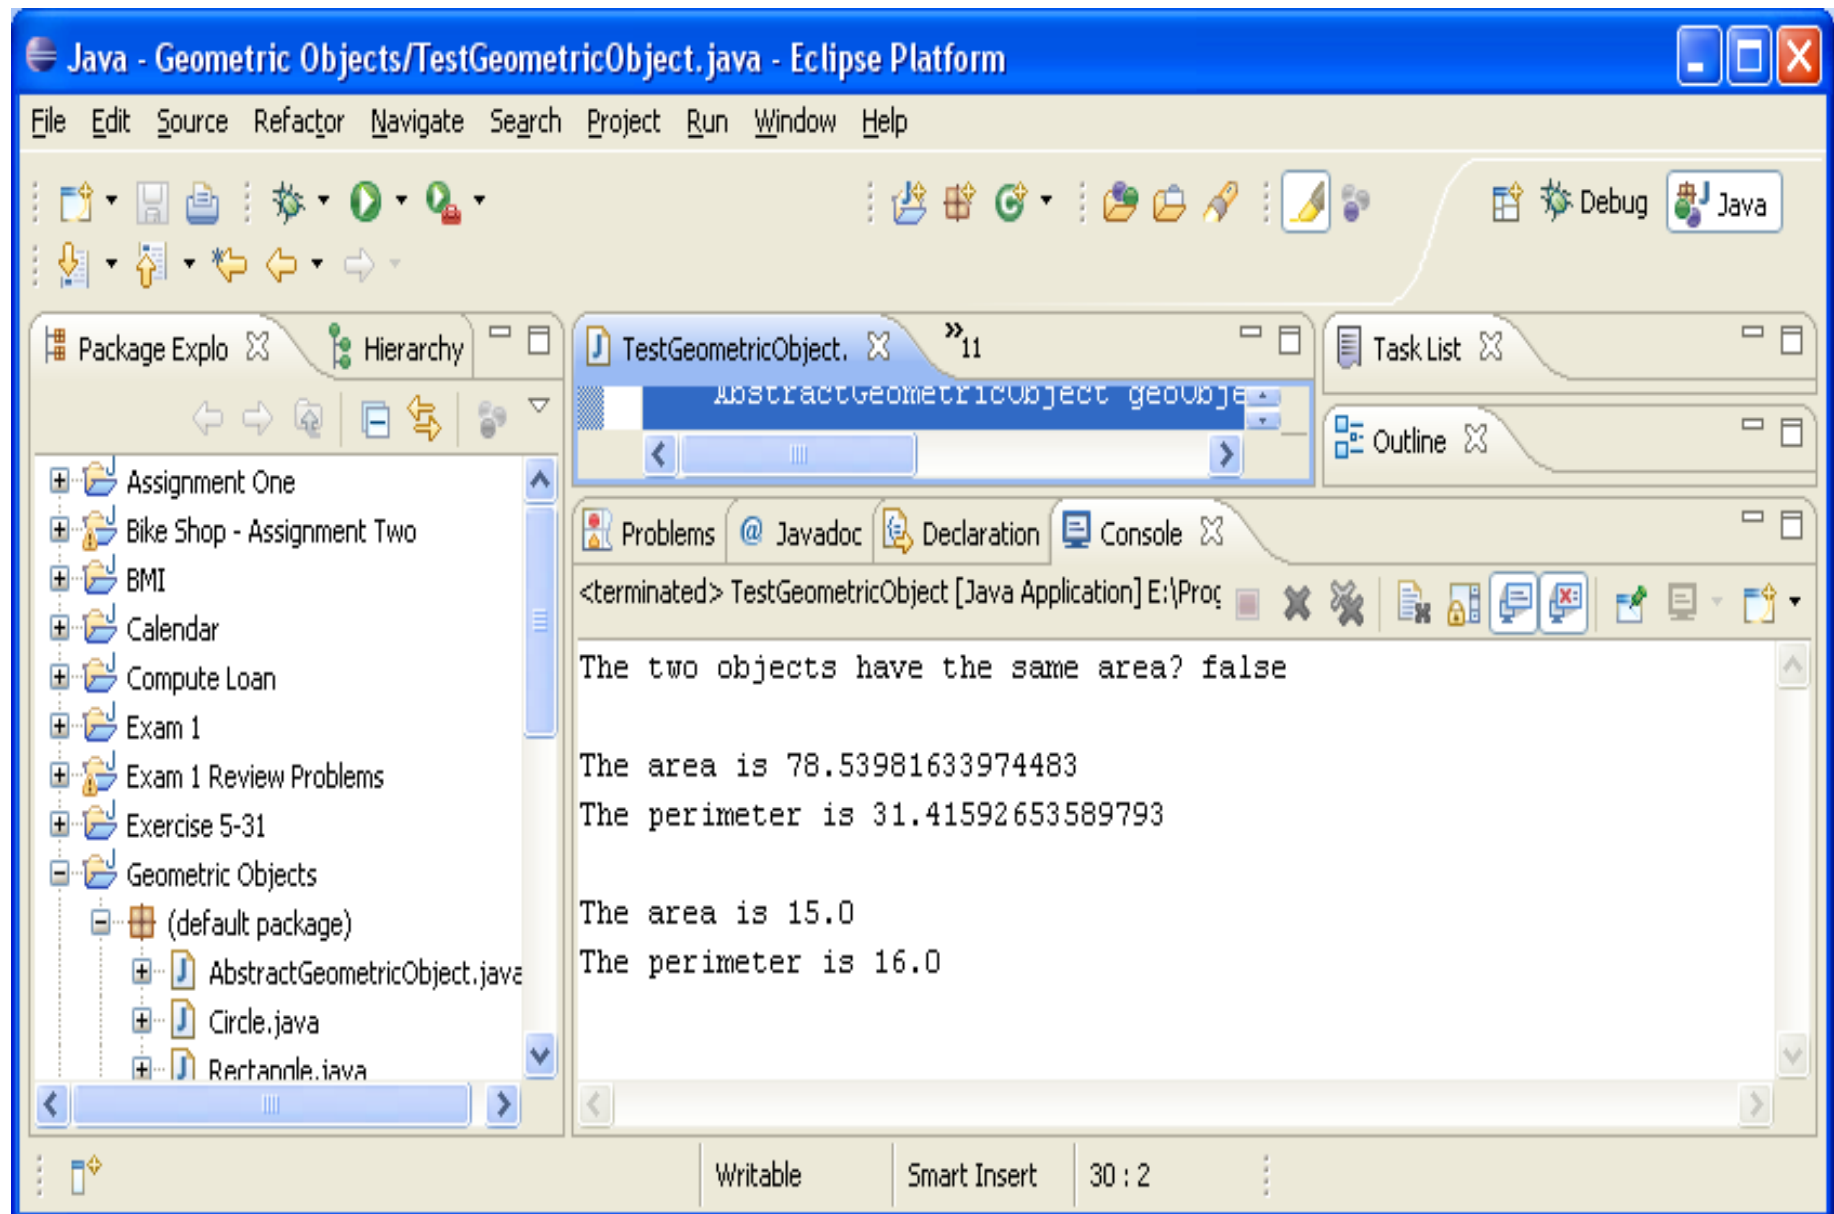 Java - Geometric Objects/TestGeometricObject.java - Eclipse Platform
File Edit Source Refactor Navigate Search Project Run Window Help
Debug Java
Package Explo Hierarchy
TestGeometricObject. »11
Task List
AbstractGeometricObject geoObje
Outline
Assignment One
Bike Shop - Assignment Two
BMI
Calendar
Compute Loan
Exam 1
Exam 1 Review Problems
Exercise 5-31
Geometric Objects
(default package)
AbstractGeometricObject.java
Circle.java
Rectangle.java
Problems @ Javadoc Declaration Console
<terminated> TestGeometricObject [Java Application] E:\Prog
The two objects have the same area? false
The area is 78.53981633974483
The perimeter is 31.41592653589793
The area is 15.0
The perimeter is 16.0
Writable Smart Insert 30 : 2